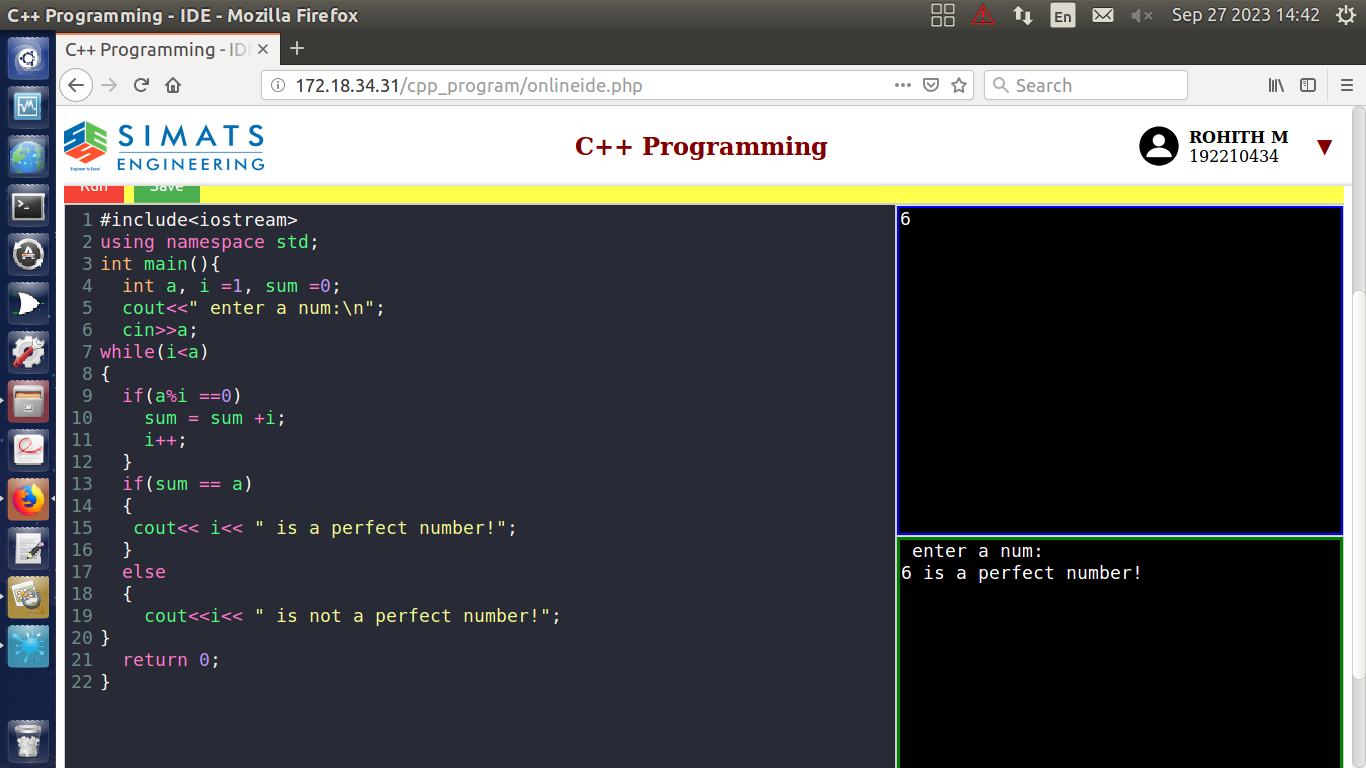 C++ Programming - IDE - Mozilla Firefox
En
Sep 27 2023 14:42
C++ Programming - IDE
172.18.34.31/cpp_program/onlineide.php
Search
SIMATS
ENGINEERING
Engineer to Excel
C++ Programming
ROHITH M
192210434
Run Save
1 #include<iostream>
2 using namespace std;
3 int main(){
4 int a, i =1, sum =0;
5 cout<<" enter a num:\n";
6 cin>>a;
7 while(i<a)
8 {
9 if(a%i ==0)
10 sum = sum +i;
11 i++;
12 }
13 if(sum == a)
14 {
15 cout<< i<< " is a perfect number!";
16 }
17 else
18 {
19 cout<<i<< " is not a perfect number!";
20 }
21 return 0;
22 }
6
enter a num:
6 is a perfect number!